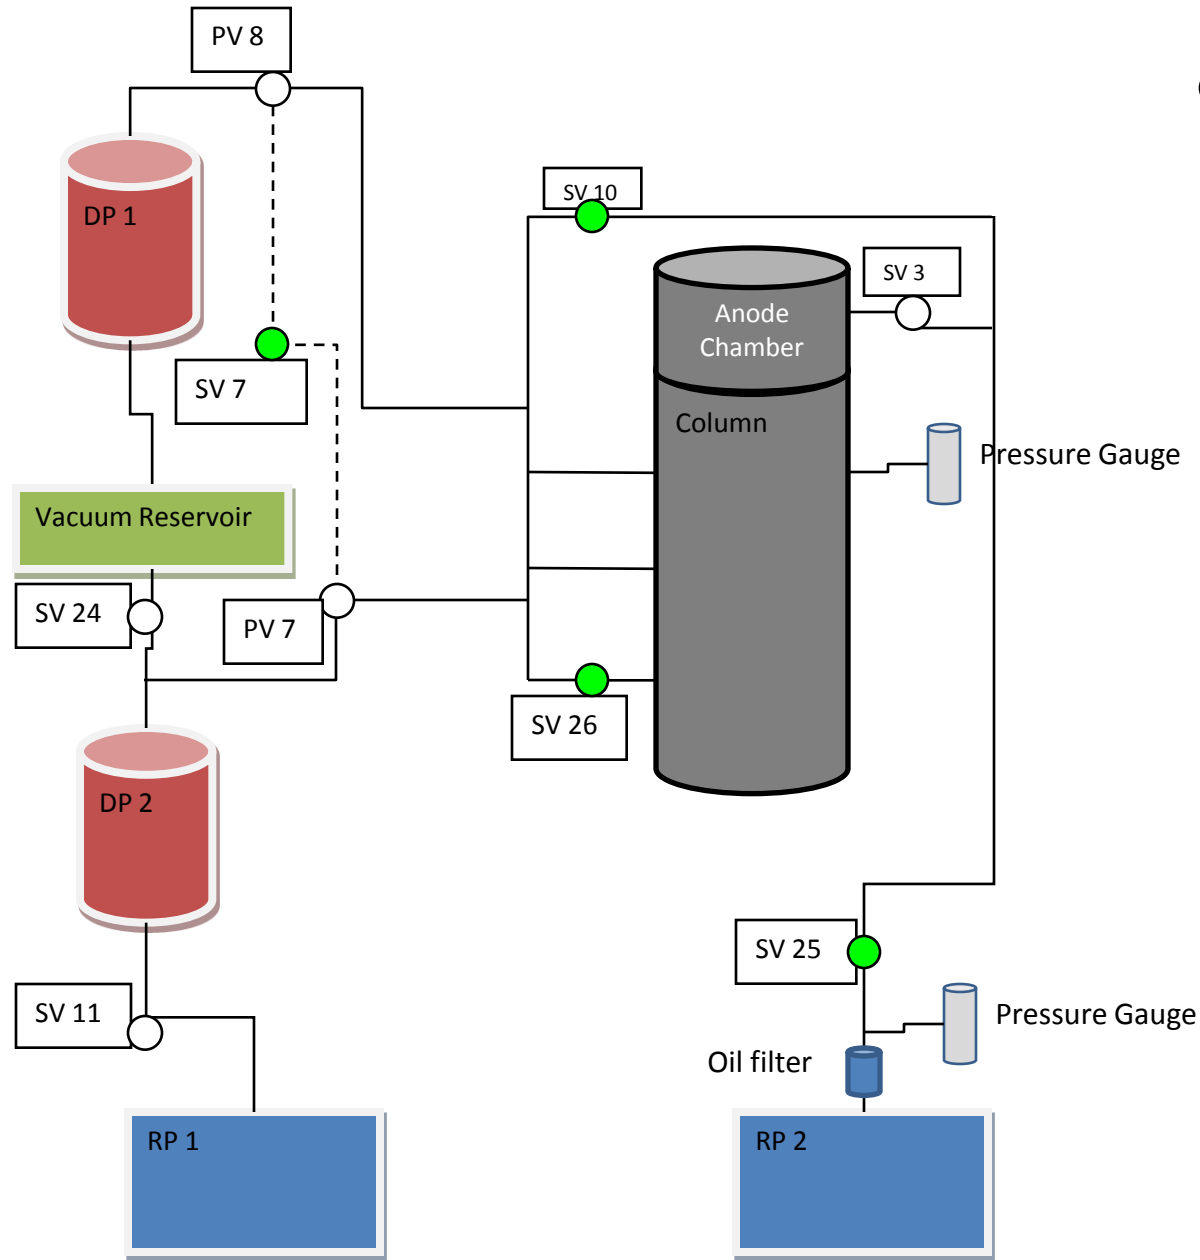 PV 8
SV 10
DP 1
SV 3
Anode
Chamber
SV 7
Column
Pressure Gauge
Vacuum Reservoir
SV 24
PV 7
SV 26
DP 2
SV 25
SV 11
Pressure Gauge
Oil filter
RP 1
RP 2